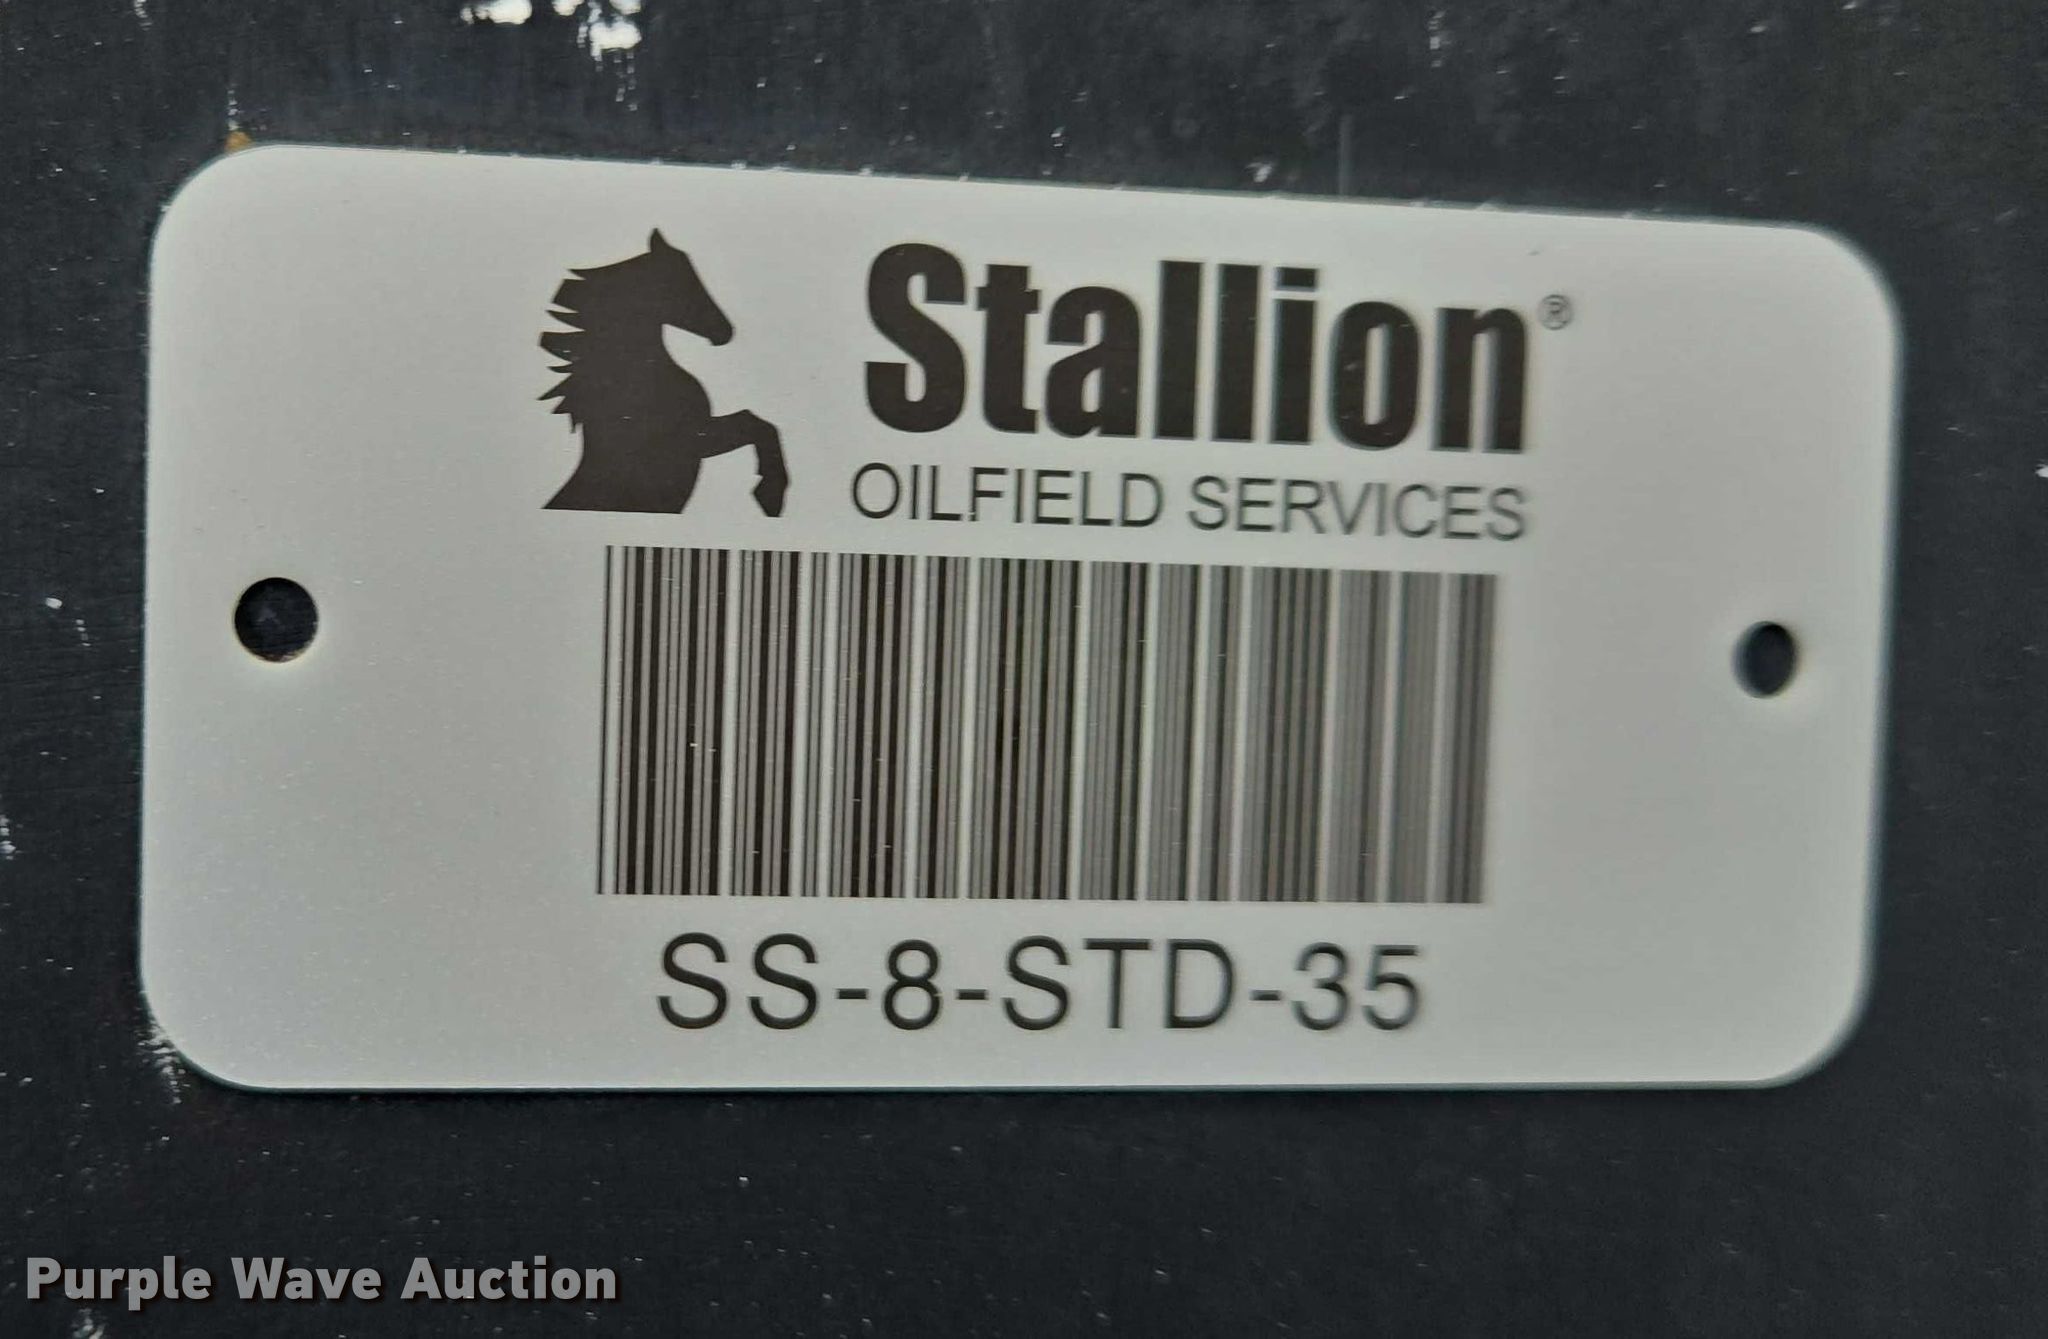 Stallion®
OILFIELD SERVICES
SS-8-STD-35
Purple Wave Auction